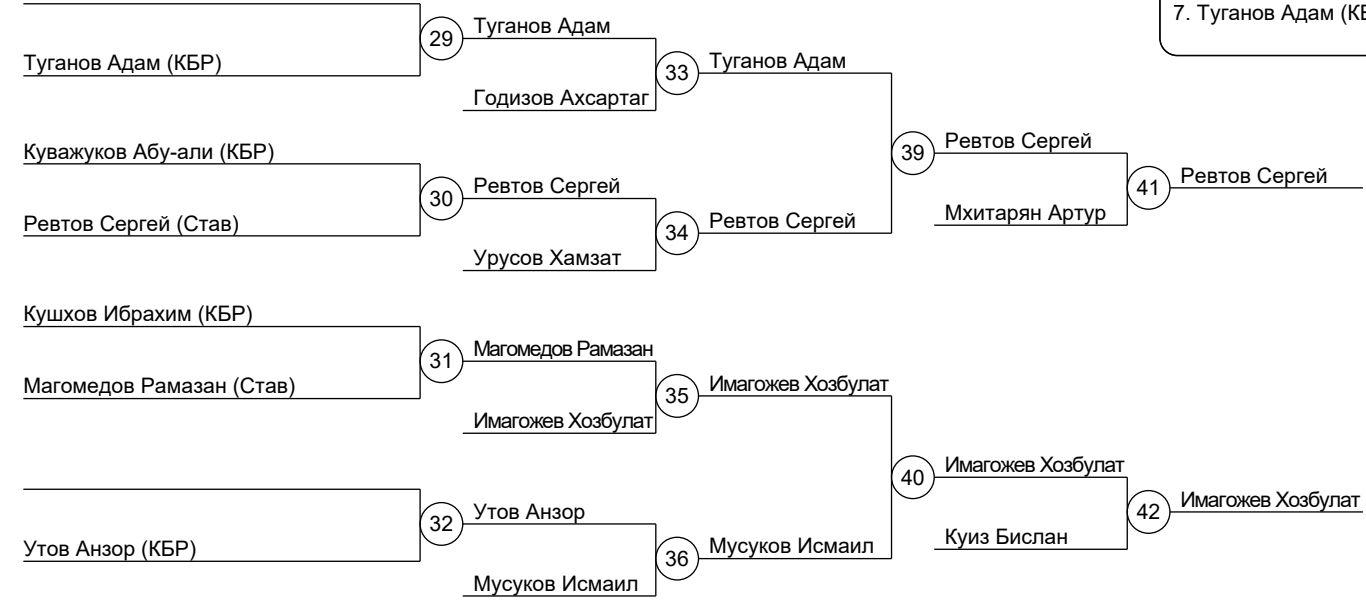 7. Туганов Адам
Туганов Адам
29
Туганов Адам (КБР)
Туганов Адам
33
Годизов Ахсартаг
Куважуков Абу-али (КБР)
Ревтов Сергей
39
Ревтов Сергей
30
Ревтов Сергей
41
Ревтов Сергей (Став)
Ревтов Сергей
34
Мхитарян Артур
Урусов Хамзат
Кушхов Ибрахим (КБР)
Магомедов Рамазан
31
Магомедов Рамазан (Став)
Имагожев Хозбулат
35
Имагожев Хозбулат
Имагожев Хозбулат
40
Имагожев Хозбулат
42
Утов Анзор
32
Куиз Бислан
Утов Анзор (КБР)
Мусуков Исмаил
36
Мусуков Исмаил